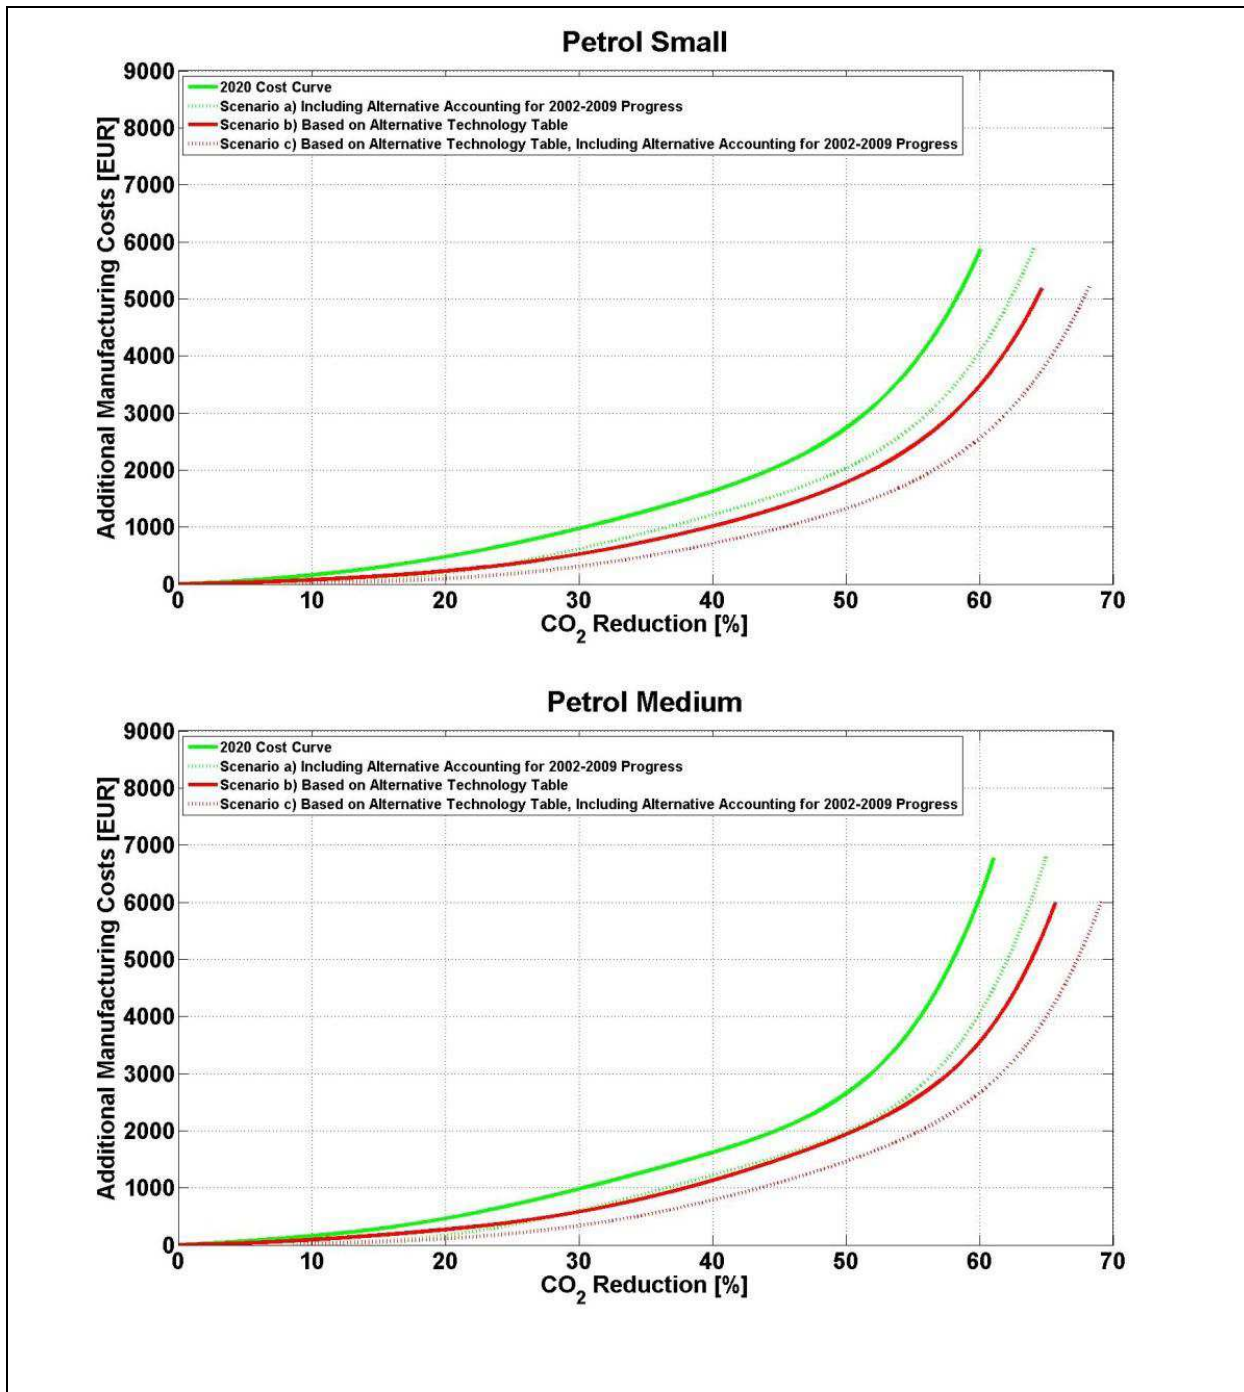 Petrol Small
9000
8000
7000
6000
5000
4000
3000
2000
1000
0
Additional Manufacturing Costs [EUR]
2020 Cost Curve
Scenario a) Including Alternative Accounting for 2002-2009 Progress
Scenario b) Based on Alternative Technology Table
Scenario c) Based on Alternative Technology Table, Including Alternative Accounting for 2002-2009 Progress
0 10 20 30 40 50 60 70
CO2 Reduction [%]
Petrol Medium
9000
8000
7000
6000
5000
4000
3000
2000
1000
0
Additional Manufacturing Costs [EUR]
2020 Cost Curve
Scenario a) Including Alternative Accounting for 2002-2009 Progress
Scenario b) Based on Alternative Technology Table
Scenario c) Based on Alternative Technology Table, Including Alternative Accounting for 2002-2009 Progress
0 10 20 30 40 50 60 70
CO2 Reduction [%]